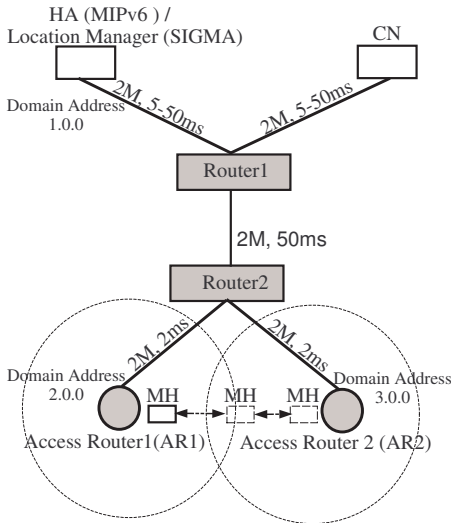 HA (MIPv6 ) /
Location Manager (SIGMA)
CN
2M, 5-50ms
2M, 5-50ms
Domain Address
1.0.0
Router1
2M, 50ms
Router2
2M, 2ms
2M, 2ms
Domain Address
2.0.0
MH
MH
MH
Domain Address
3.0.0
Access Router1(AR1)
Access Router 2 (AR2)